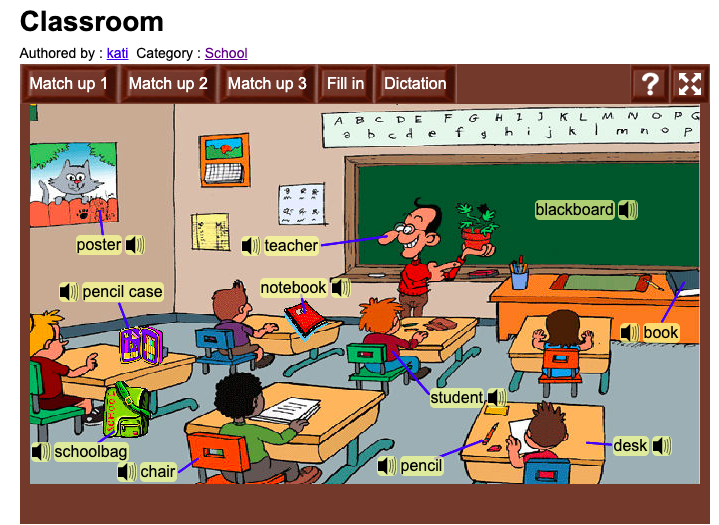 Classroom
Authored by : kati  Category : School
Match up 1 Match up 2 Match up 3 Fill in Dictation ?
A B C D E F G H I J K L M N O P Q
a b c d e f g h i j k l m n o p
blackboard
poster
teacher
pencil case
notebook
book
student
schoolbag
desk
chair
pencil